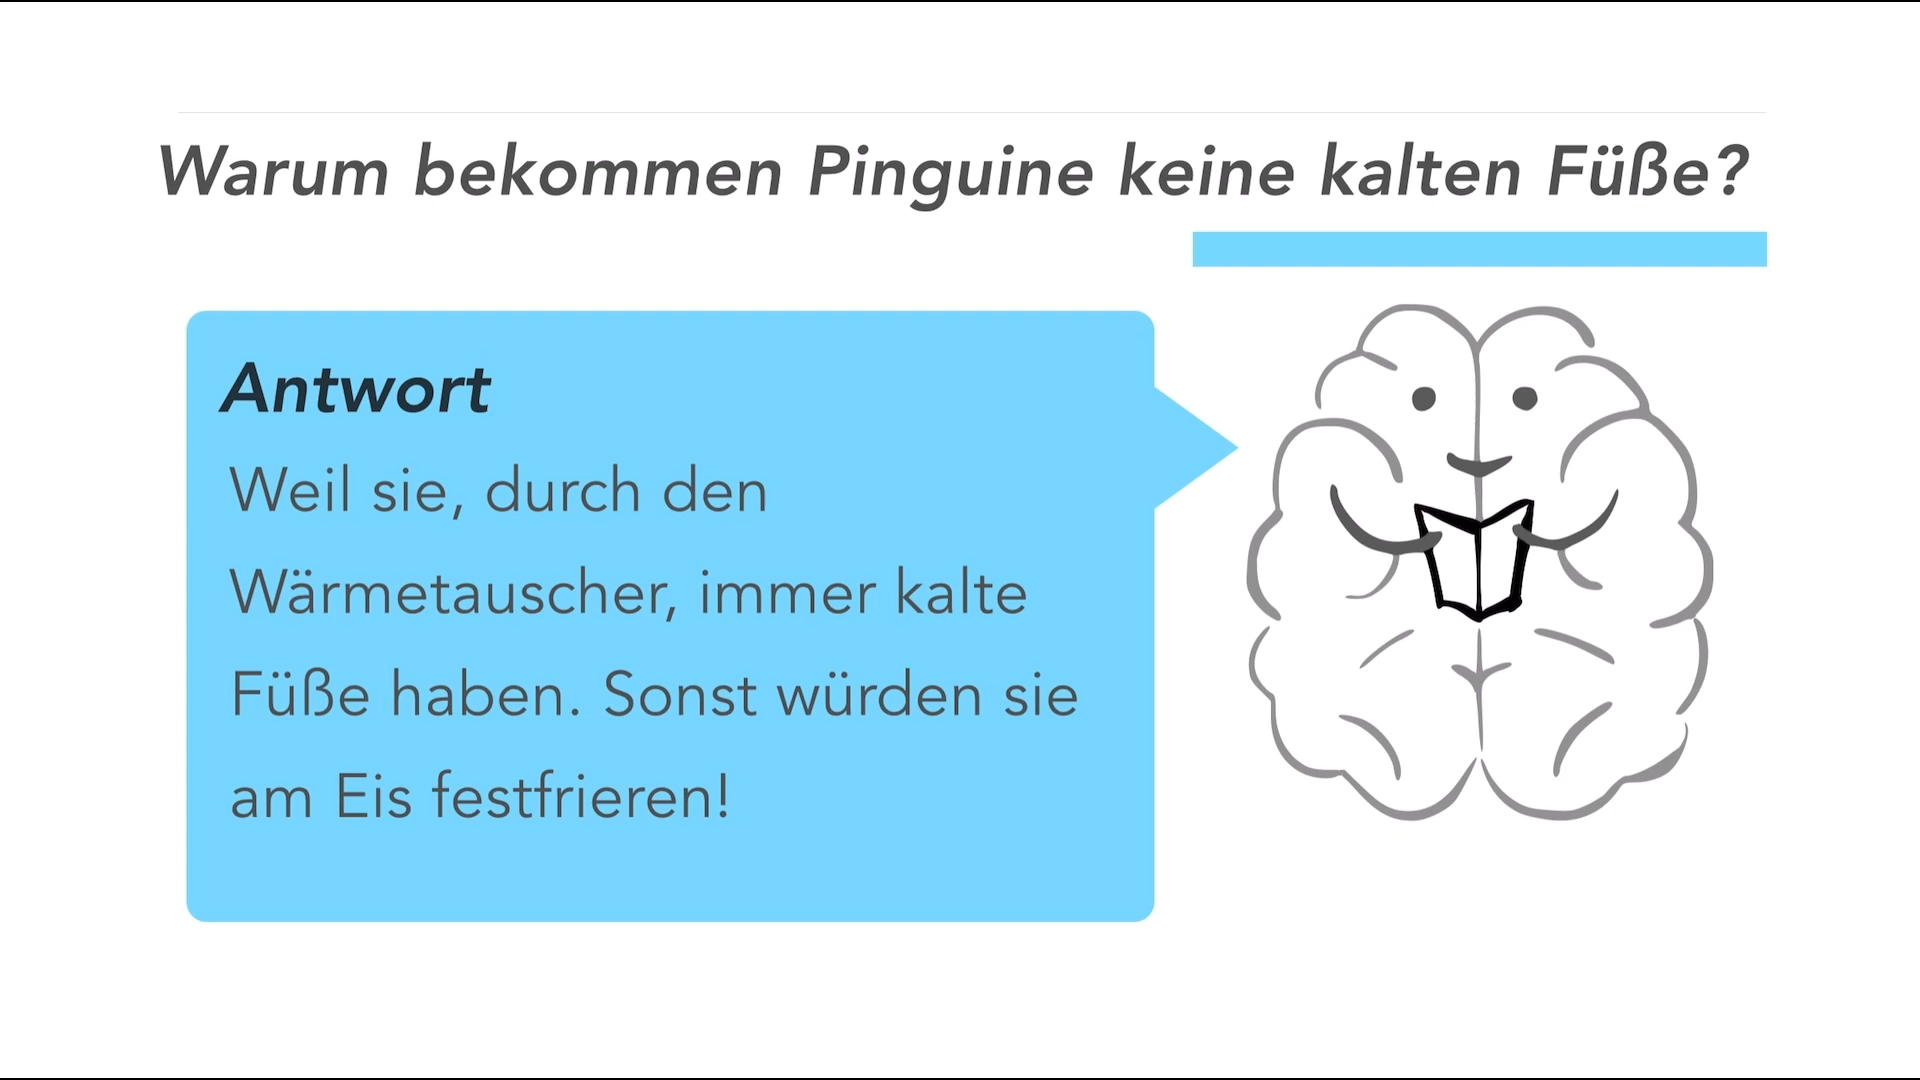 Warum bekommen Pinguine keine kalten Füße?
Antwort
Weil sie, durch den
Wärmetauscher, immer kalte
Füße haben. Sonst würden sie
am Eis festfrieren!